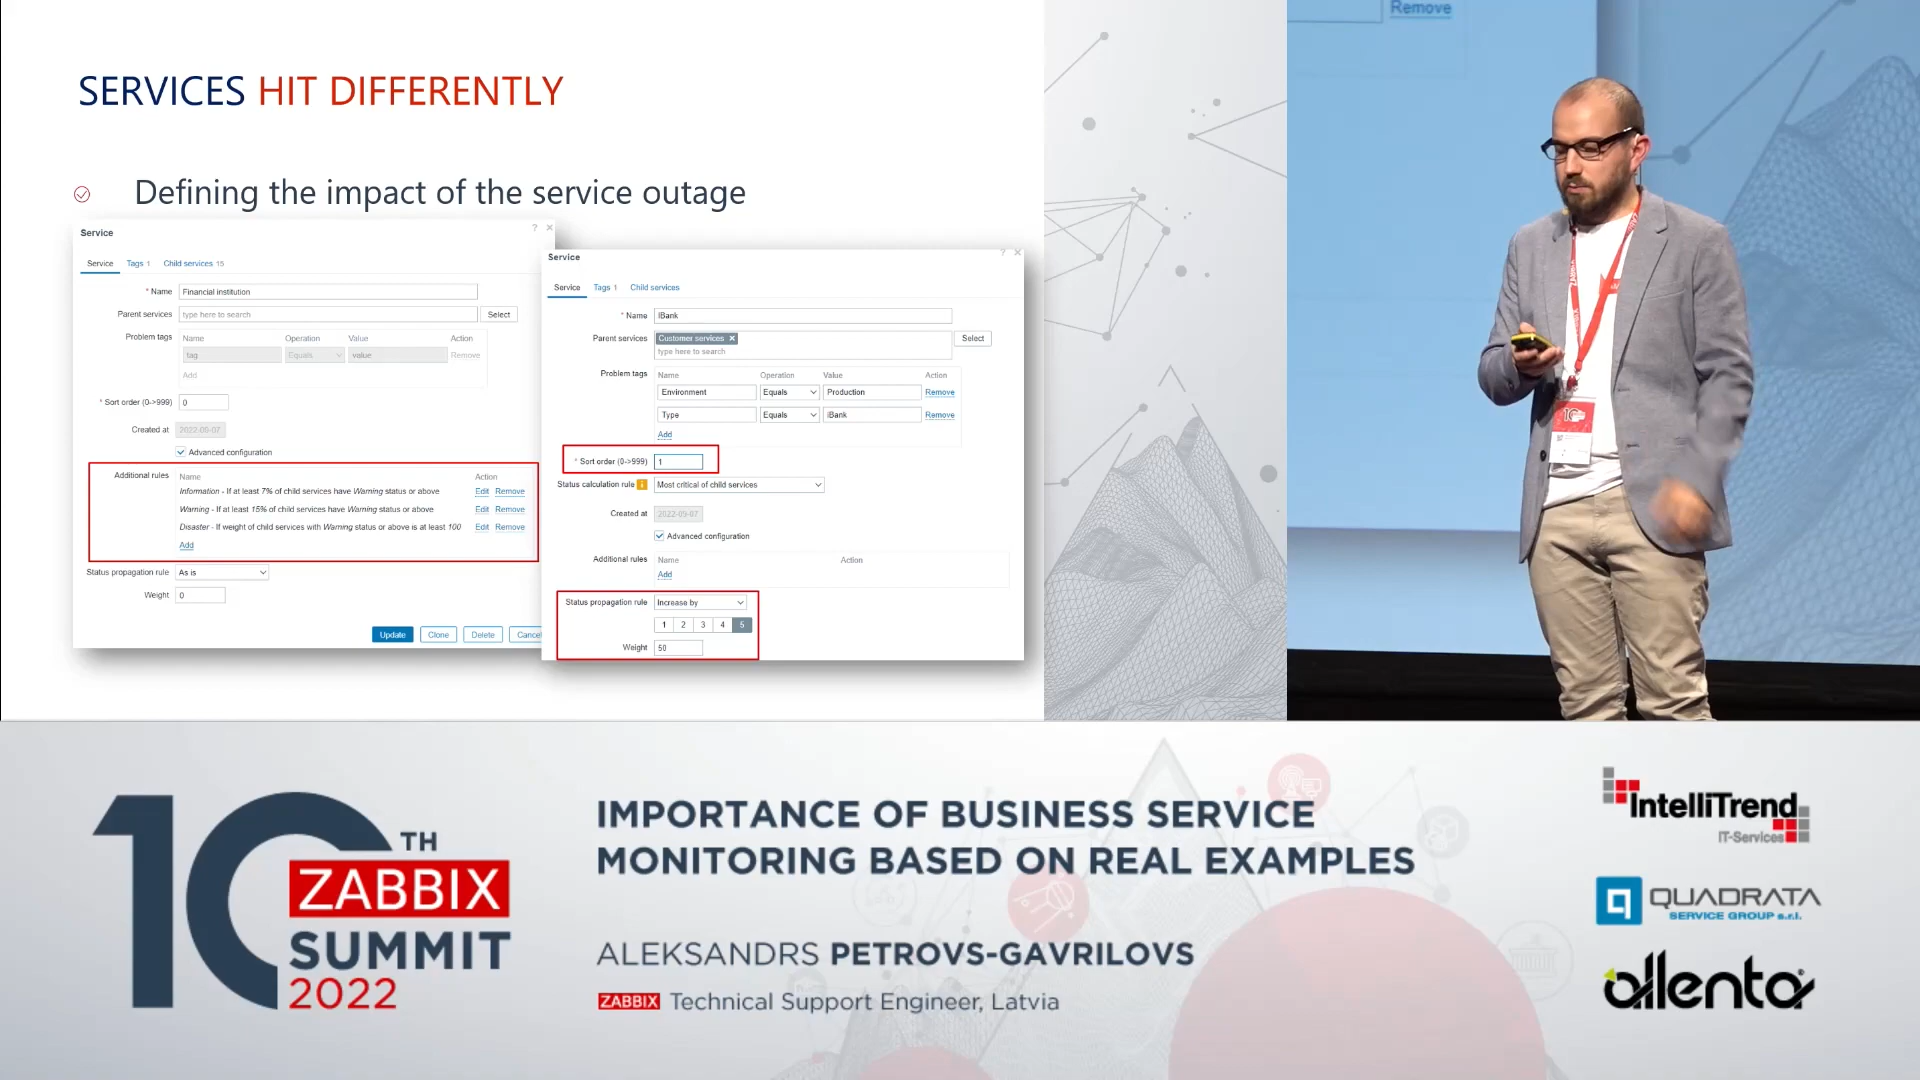 SERVICES HIT DIFFERENTLY
Defining the impact of the service outage
Service
? ×
Service Tags 1 Child services 15
* Name Financial institution
Parent services type here to search Select
Problem tags Name Operation Value Action
tag Equals value Remove
Add
* Sort order (0->999) 0
Created at 2022-09-07
Advanced configuration
Additional rules Name Action
Information - If at least 7% of child services have Warning status or above Edit Remove
Warning - If at least 15% of child services have Warning status or above Edit Remove
Disaster - If weight of child services with Warning status or above is at least 100 Edit Remove
Add
Status propagation rule As is
Weight 0
Update Clone Delete Cancel
Service
? ×
Service Tags 1 Child services
* Name IBank
Parent services Customer services × Select
type here to search
Problem tags Name Operation Value Action
Environment Equals Production Remove
Type Equals iBank Remove
Add
* Sort order (0->999) 1
Status calculation rule i Most critical of child services
Created at 2022-09-07
Advanced configuration
Additional rules Name Action
Add
Status propagation rule Increase by
1 2 3 4 5
Weight 50
Remove
10TH
ZABBIX
SUMMIT
2022
IMPORTANCE OF BUSINESS SERVICE
MONITORING BASED ON REAL EXAMPLES
ALEKSANDRS PETROVS-GAVRILOVS
ZABBIX Technical Support Engineer, Latvia
IntelliTrend
IT-Services
QUADRATA
SERVICE GROUP s.r.l.
allenta